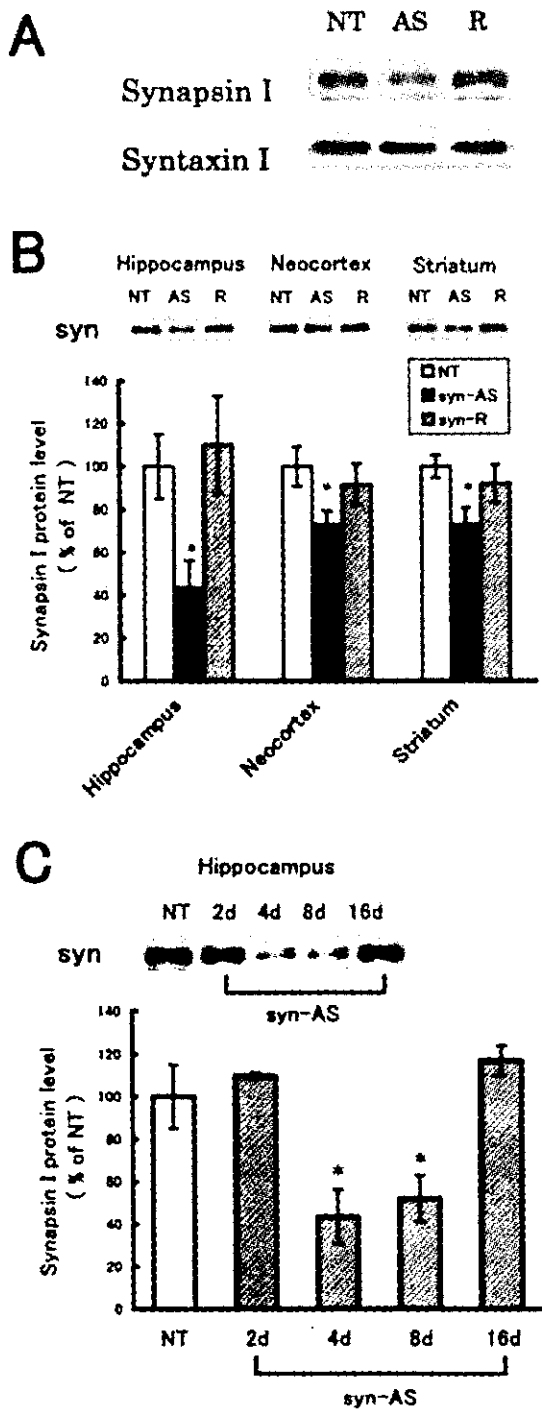 A
NT AS R
Synapsin I
Syntaxin I
B
Hippocampus Neocortex Striatum
NT AS R NT AS R NT AS R
syn
NT
syn-AS
syn-R
Synapsin I protein level
( % of NT )
140
120
100
80
60
40
20
0
* * *
Hippocampus
Neocortex
Striatum
C
Hippocampus
NT 2d 4d 8d 16d
syn
syn-AS
Synapsin I protein level
( % of NT )
140
120
100
80
60
40
20
0
* *
NT 2d 4d 8d 16d
syn-AS